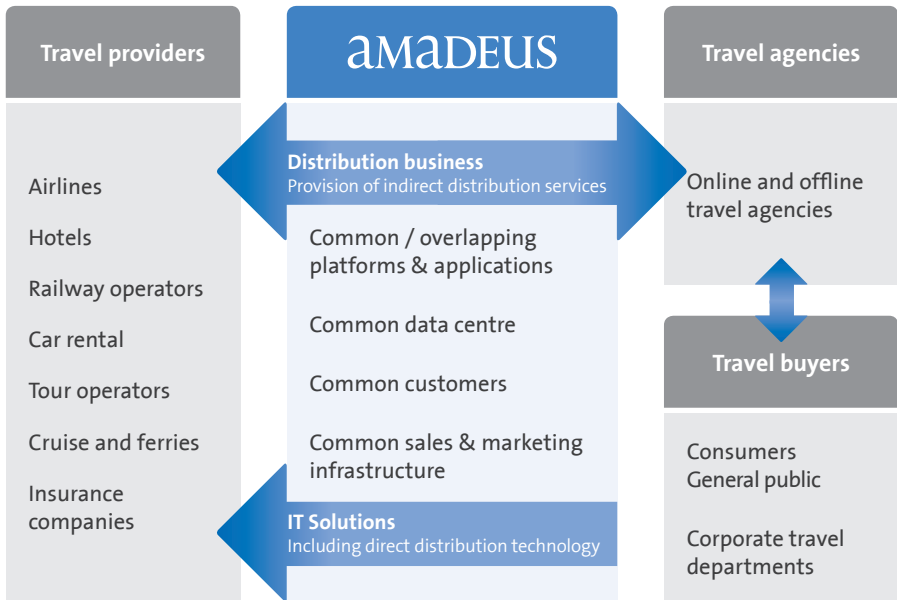 Travel providers
Airlines
Hotels
Railway operators
Car rental
Tour operators
Cruise and ferries
Insurance
companies
amadeus
Distribution business
Provision of indirect distribution services
Common / overlapping
platforms & applications
Common data centre
Common customers
Common sales & marketing
infrastructure
IT Solutions
Including direct distribution technology
Travel agencies
Online and offline
travel agencies
Travel buyers
Consumers
General public
Corporate travel
departments